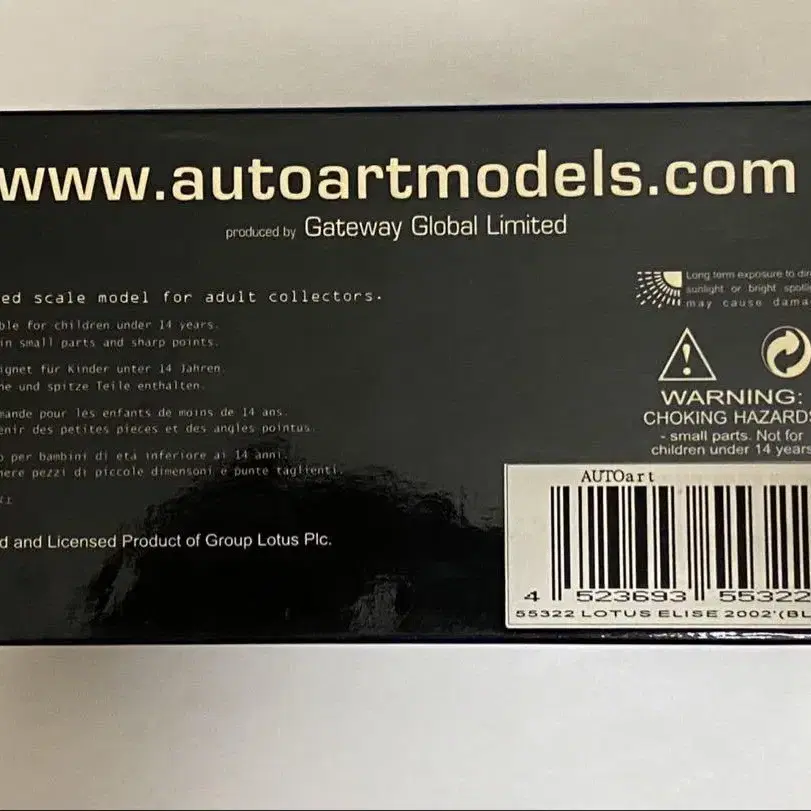 www.autoartmodels.com
produced by Gateway Global Limited
ed scale model for adult collectors.
ble for children under 14 years.
in small parts and sharp points.
ignet für Kinder unter 14 Jahren.
ne und spitze Teile enthalten.
mande pour les enfants de moins de 14 ans.
enir des petites pieces et des angles pointus.
o per bambini di eta inferiore ai 14 anni.
nere pezzi di piccole dimensoni e punte taglienti.
d and Licensed Product of Group Lotus Plc.
Long term exposure to dir
sunlight or bright spotli
may cause dama
WARNING:
CHOKING HAZARD
- small parts. Not for
children under 14 years
AUTOart
4 523693 55322
55322 LOTUS ELISE 2002'(BL